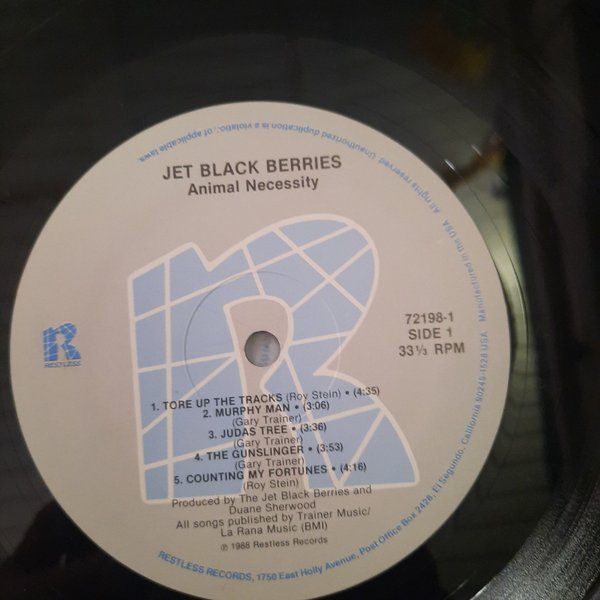 JET BLACK BERRIES
Animal Necessity
72198-1
SIDE 1
33⅓ RPM
RESTLESS
1. TORE UP THE TRACKS (Roy Stein) • (4:35)
2. MURPHY MAN • (3:06)
(Gary Trainer)
3. JUDAS TREE • (3:36)
(Gary Trainer)
4. THE GUNSLINGER • (3:53)
(Gary Trainer)
5. COUNTING MY FORTUNES • (4:16)
(Roy Stein)
Produced by The Jet Black Berries and
Duane Sherwood
All songs published by Trainer Music/
La Rana Music (BMI)
℗ 1988 Restless Records
RESTLESS RECORDS, 1750 East Holly Avenue, Post Office Box 2428, El Segundo, California 90245-1528 USA Manufactured in the USA All rights reserved. Unauthorized duplication is a violation of applicable laws.